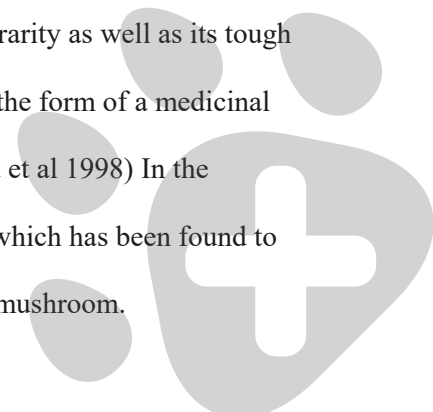 rarity as well as its tough
the form of a medicinal
et al 1998) In the
which has been found to
mushroom.